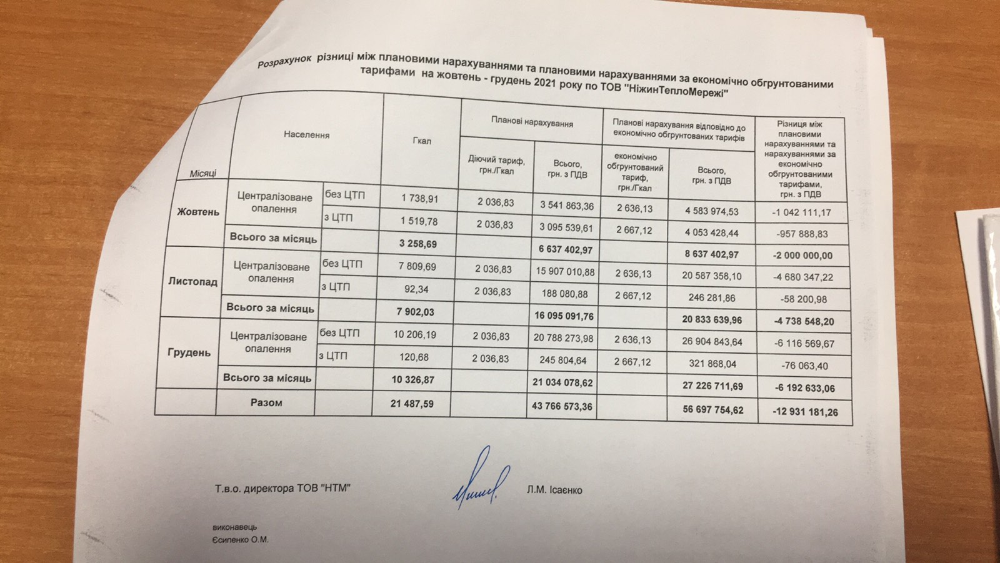 Розрахунок різниці між плановими нарахуваннями та плановими нарахуваннями за економічно обгрунтованими
тарифами на жовтень - грудень 2021 року по ТОВ "НіжинТеплоМережі"
Місяці
Населення
Гкал
Планові нарахування
Планові нарахування відповідно до
економічно обгрунтованих тарифів
Різниця між
плановими
нарахуваннями та
нарахуваннями за
економічно
обгрунтованими
тарифами,
грн. з ПДВ
Діючий тариф,
грн./Гкал
Всього,
грн. з ПДВ
економічно
обгрунтований
тариф,
грн./Гкал
Всього,
грн. з ПДВ
Жовтень
Централізоване
опалення
без ЦТП 1 738,91 2 036,83 3 541 863,36 2 636,13 4 583 974,53 -1 042 111,17
з ЦТП 1 519,78 2 036,83 3 095 539,61 2 667,12 4 053 428,44 -957 888,83
Всього за місяць 3 258,69 6 637 402,97 8 637 402,97 -2 000 000,00
Листопад
Централізоване
опалення
без ЦТП 7 809,69 2 036,83 15 907 010,88 2 636,13 20 587 358,10 -4 680 347,22
з ЦТП 92,34 2 036,83 188 080,88 2 667,12 246 281,86 -58 200,98
Всього за місяць 7 902,03 16 095 091,76 20 833 639,96 -4 738 548,20
Грудень
Централізоване
опалення
без ЦТП 10 206,19 2 036,83 20 788 273,98 2 636,13 26 904 843,64 -6 116 569,67
з ЦТП 120,68 2 036,83 245 804,64 2 667,12 321 868,04 -76 063,40
Всього за місяць 10 326,87 21 034 078,62 27 226 711,69 -6 192 633,06
Разом 21 487,59 43 766 573,36 56 697 754,62 -12 931 181,26
Т.в.о. директора ТОВ "НТМ" Л.М. Ісаєнко
виконавець
Єсипенко О.М.